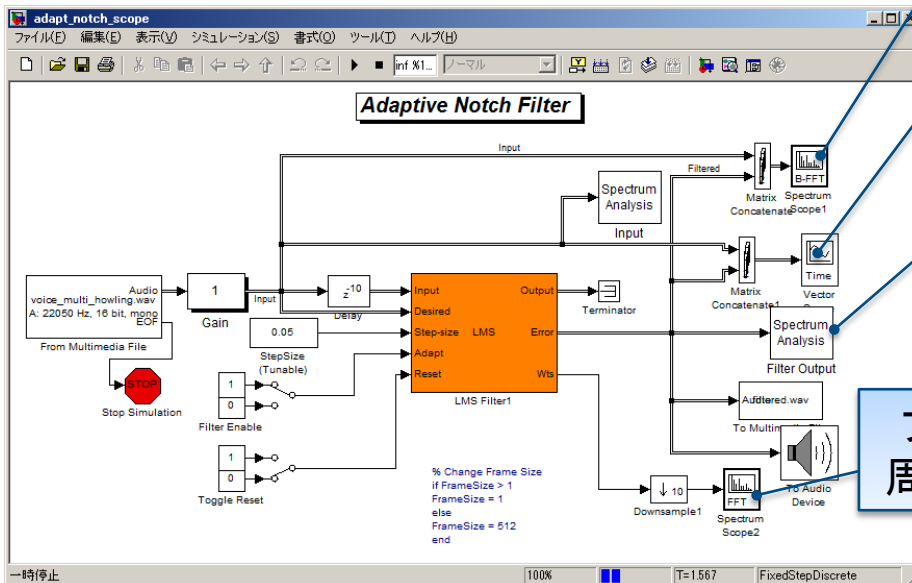 adapt_notch_scope
ファイル(F) 編集(E) 表示(V) シミュレーション(S) 書式(O) ツール(T) ヘルプ(H)
inf %1... ノーマル
Adaptive Notch Filter
Input
Filtered
B-FFT
Matrix
Concatenate
Spectrum
Scope1
Spectrum
Analysis
Input
Time
Vector
Matrix
Concatenate1
Audio
voice_multi_howling.wav
A: 22050 Hz, 16 bit, mono
EOF
From Multimedia File
1
Gain
Input
z-10
Delay
Input
Desired
Step-size
Adapt
Reset
LMS
Output
Error
Wts
LMS Filter1
Terminator
0.05
StepSize
(Tunable)
STOP
Stop Simulation
1
0
Filter Enable
1
0
Toggle Reset
Spectrum
Analysis
Filter Output
Audio
filtered.wav
To Multimedia File
To Audio
Device
% Change Frame Size
if FrameSize > 1
FrameSize = 1
else
FrameSize = 512
end
↓ 10
Downsample1
FFT
Spectrum
Scope2
周
一時停止
100%
T=1.567
FixedStepDiscrete